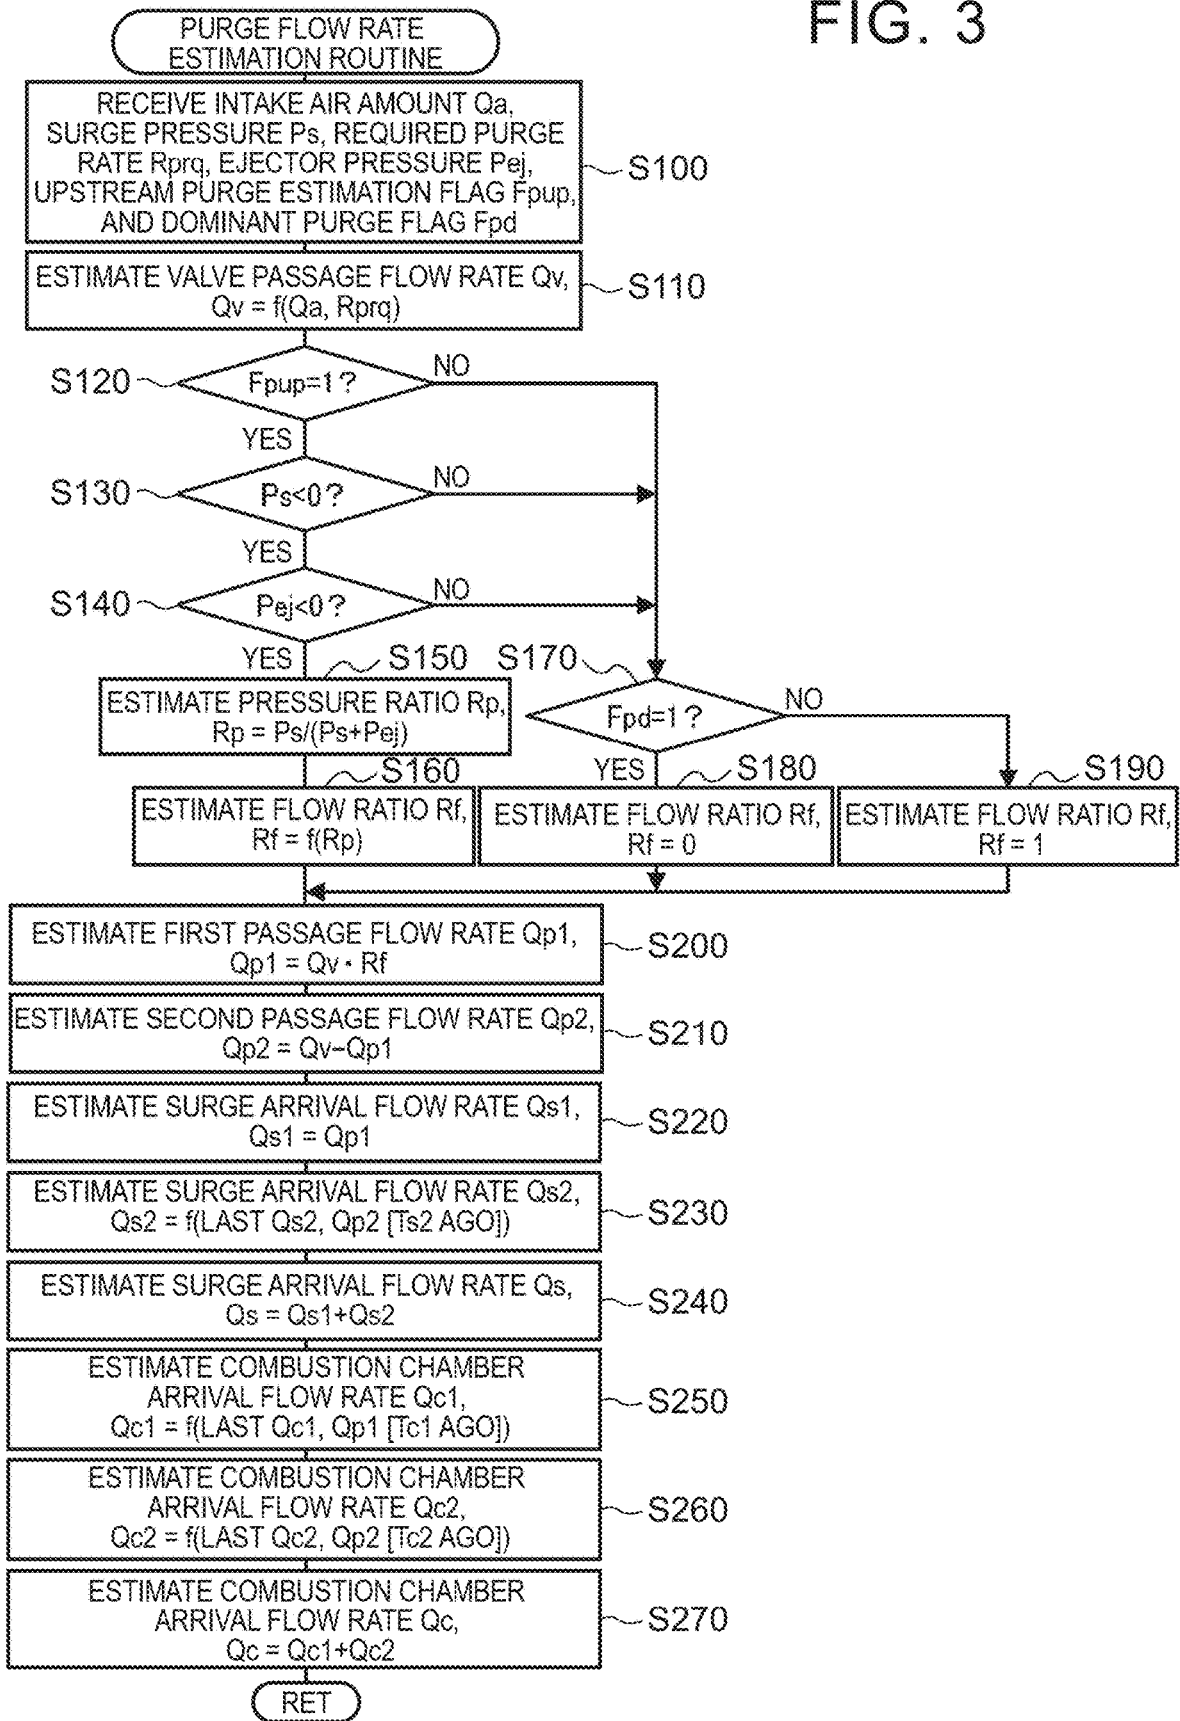 FIG. 3
PURGE FLOW RATE
ESTIMATION ROUTINE
RECEIVE INTAKE AIR AMOUNT Qa,
SURGE PRESSURE Ps, REQUIRED PURGE
RATE Rprq, EJECTOR PRESSURE Pej,
UPSTREAM PURGE ESTIMATION FLAG Fpup,
AND DOMINANT PURGE FLAG Fpd
S100
ESTIMATE VALVE PASSAGE FLOW RATE Qv,
Qv = f(Qa, Rprq)
S110
S120
Fpup=1?
NO
YES
S130
Ps<0?
NO
YES
S140
Pej<0?
NO
YES
S150
ESTIMATE PRESSURE RATIO Rp,
Rp = Ps/(Ps+Pej)
S170
Fpd=1?
NO
YES
S160
ESTIMATE FLOW RATIO Rf,
Rf = f(Rp)
S180
ESTIMATE FLOW RATIO Rf,
Rf = 0
S190
ESTIMATE FLOW RATIO Rf,
Rf = 1
ESTIMATE FIRST PASSAGE FLOW RATE Qp1,
Qp1 = Qv · Rf
S200
ESTIMATE SECOND PASSAGE FLOW RATE Qp2,
Qp2 = Qv−Qp1
S210
ESTIMATE SURGE ARRIVAL FLOW RATE Qs1,
Qs1 = Qp1
S220
ESTIMATE SURGE ARRIVAL FLOW RATE Qs2,
Qs2 = f(LAST Qs2, Qp2 [Ts2 AGO])
S230
ESTIMATE SURGE ARRIVAL FLOW RATE Qs,
Qs = Qs1+Qs2
S240
ESTIMATE COMBUSTION CHAMBER
ARRIVAL FLOW RATE Qc1,
Qc1 = f(LAST Qc1, Qp1 [Tc1 AGO])
S250
ESTIMATE COMBUSTION CHAMBER
ARRIVAL FLOW RATE Qc2,
Qc2 = f(LAST Qc2, Qp2 [Tc2 AGO])
S260
ESTIMATE COMBUSTION CHAMBER
ARRIVAL FLOW RATE Qc,
Qc = Qc1+Qc2
S270
RET